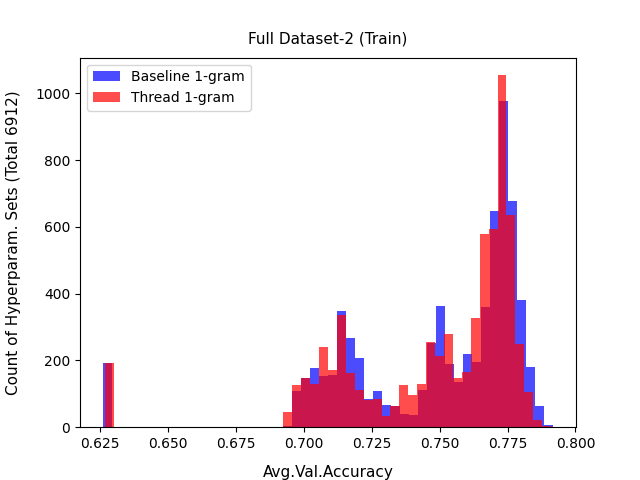 Full Dataset-2 (Train)
Baseline 1-gram
Thread 1-gram
Count of Hyperparam. Sets (Total 6912)
1000
800
600
400
200
0
0.625 0.650 0.675 0.700 0.725 0.750 0.775 0.800
Avg.Val.Accuracy